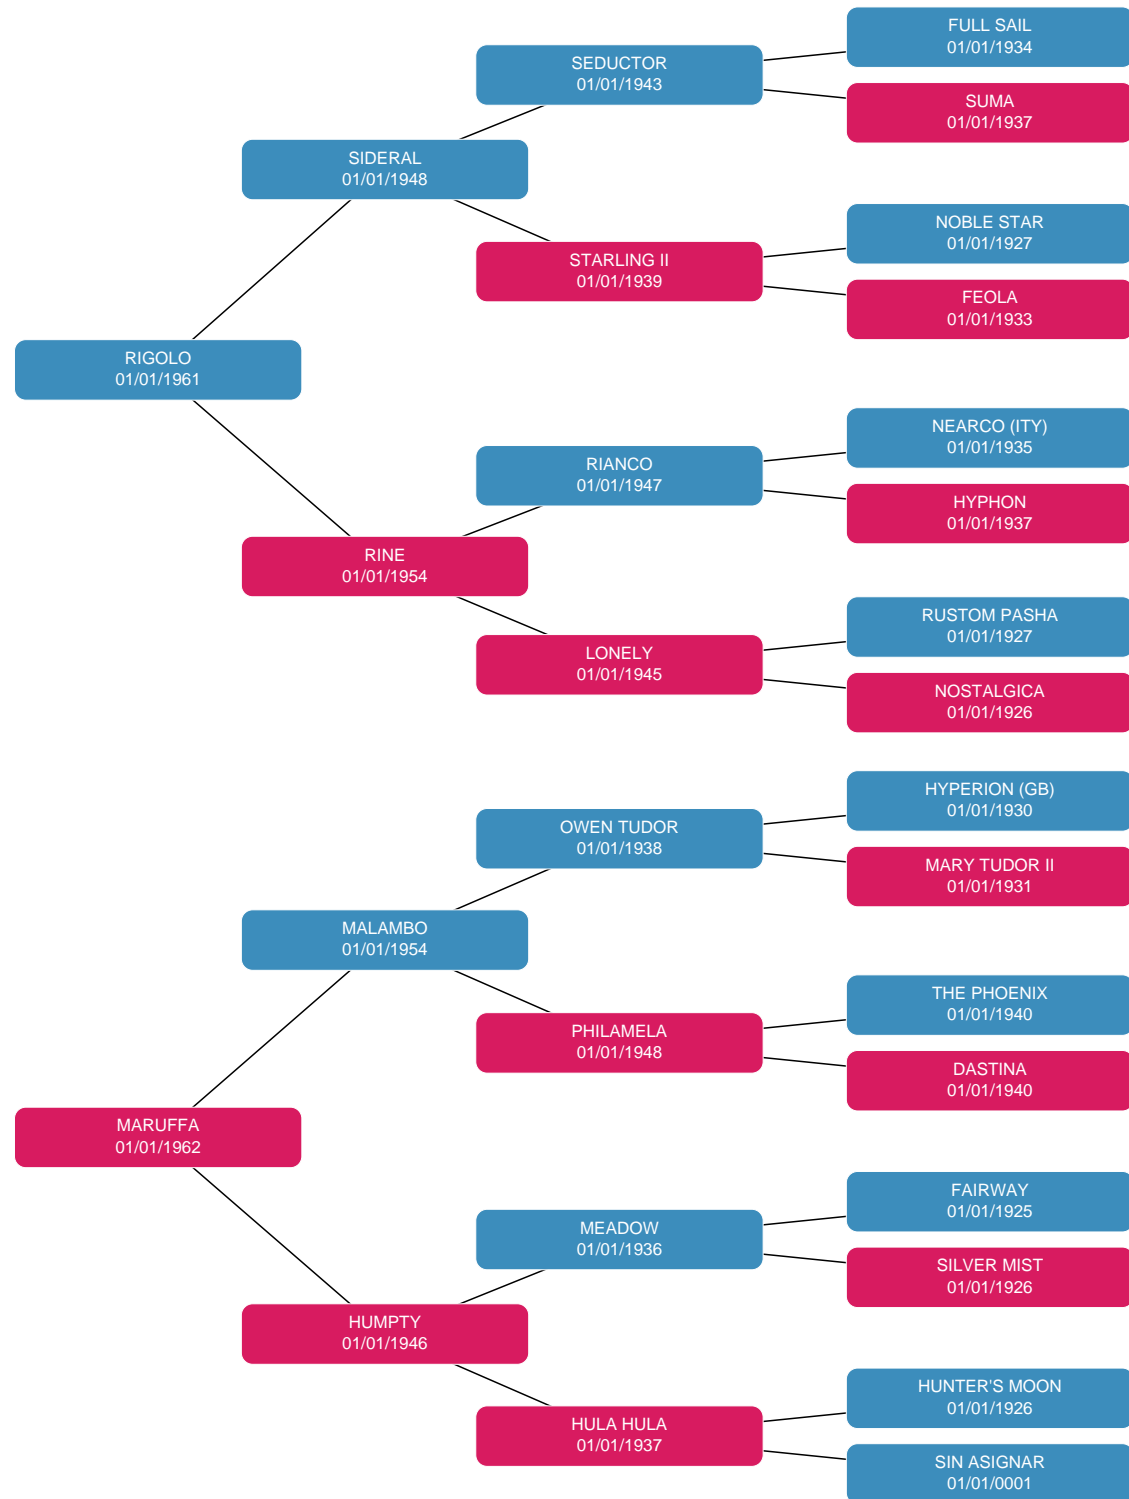 FULL SAIL
01/01/1934
SEDUCTOR
01/01/1943
SUMA
01/01/1937
SIDERAL
01/01/1948
NOBLE STAR
01/01/1927
STARLING II
01/01/1939
FEOLA
01/01/1933
RIGOLO
01/01/1961
NEARCO (ITY)
01/01/1935
RIANCO
01/01/1947
HYPHON
01/01/1937
RINE
01/01/1954
RUSTOM PASHA
01/01/1927
LONELY
01/01/1945
NOSTALGICA
01/01/1926
HYPERION (GB)
01/01/1930
OWEN TUDOR
01/01/1938
MARY TUDOR II
01/01/1931
MALAMBO
01/01/1954
THE PHOENIX
01/01/1940
PHILAMELA
01/01/1948
DASTINA
01/01/1940
MARUFFA
01/01/1962
FAIRWAY
01/01/1925
MEADOW
01/01/1936
SILVER MIST
01/01/1926
HUMPTY
01/01/1946
HUNTER'S MOON
01/01/1926
HULA HULA
01/01/1937
SIN ASIGNAR
01/01/0001